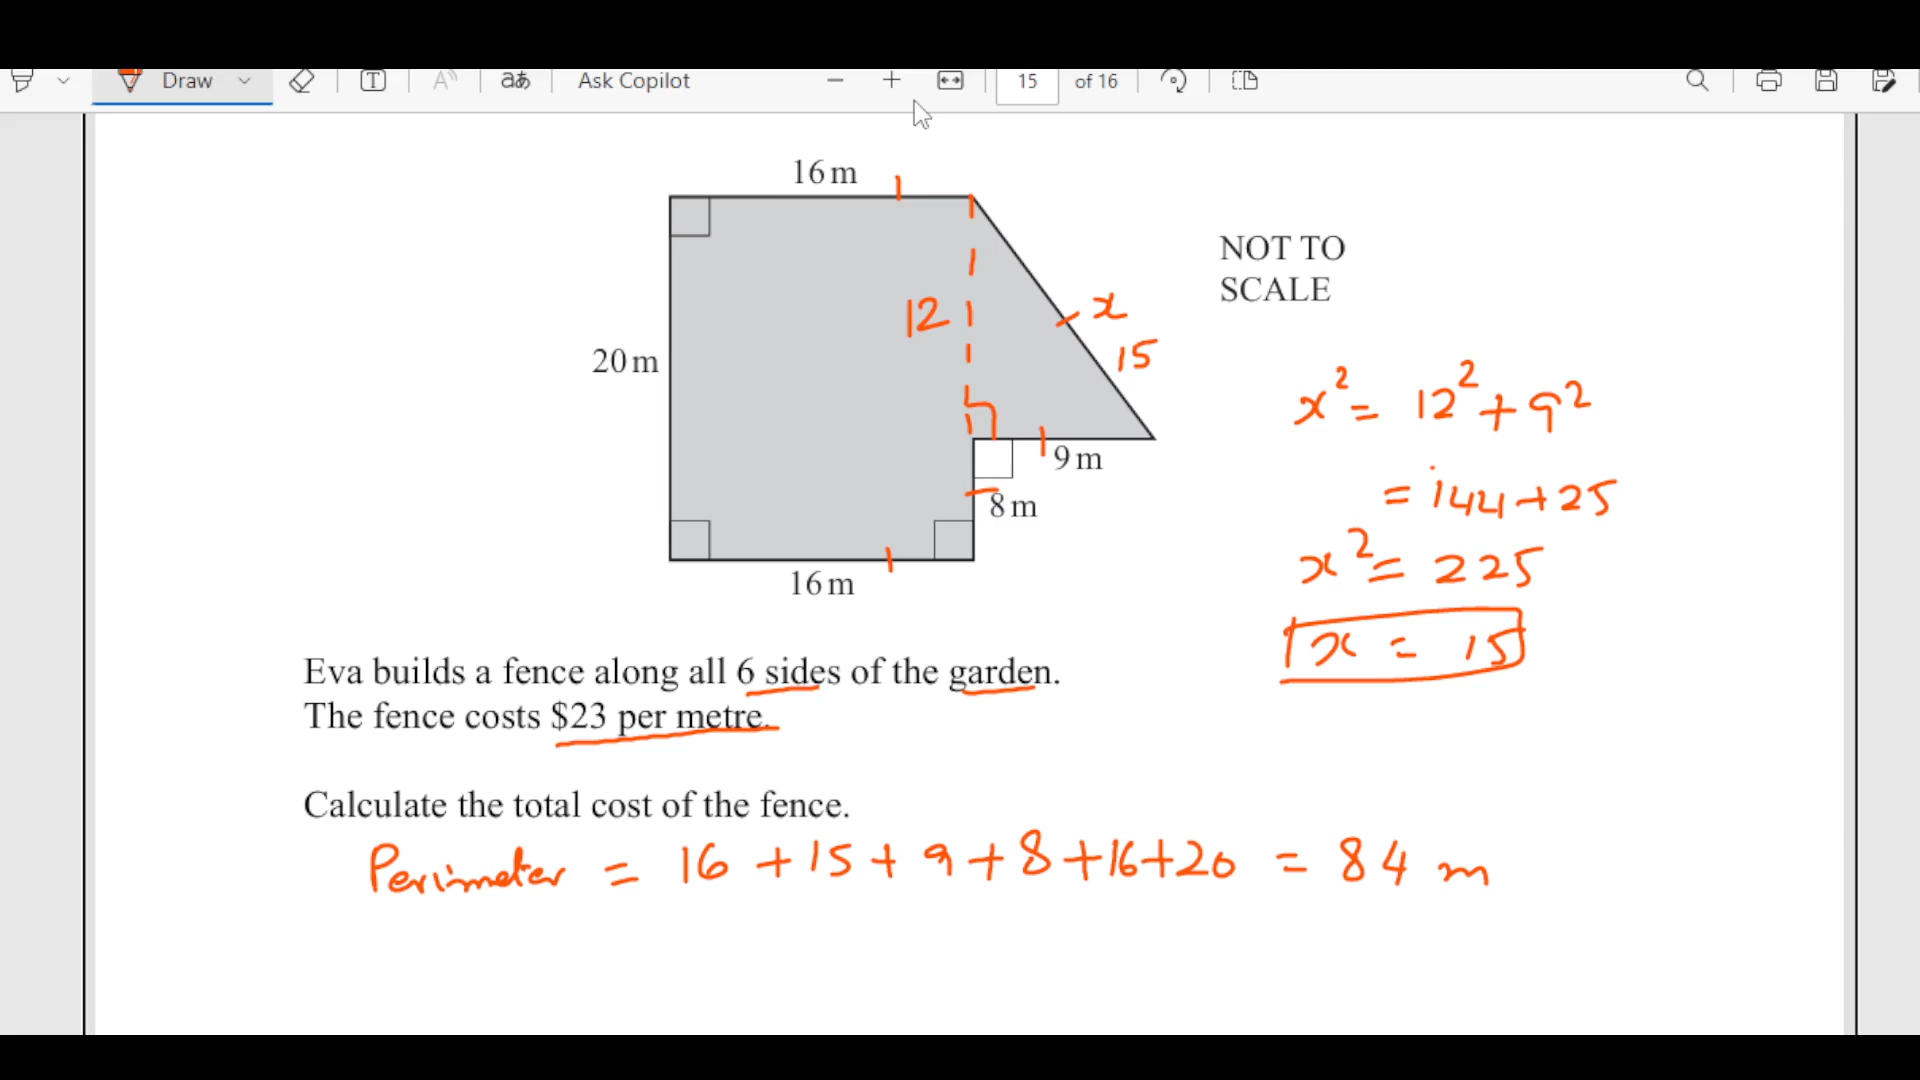 Draw
T
A
aあ
Ask Copilot
15
of 16
16 m
NOT TO
SCALE
12
x
15
20 m
x² = 12² + 9²
9 m
= 144 + 25
8 m
x² = 225
16 m
x = 15
Eva builds a fence along all 6 sides of the garden.
The fence costs $23 per metre.
Calculate the total cost of the fence.
Perimeter = 16 + 15 + 9 + 8 + 16 + 20 = 84 m